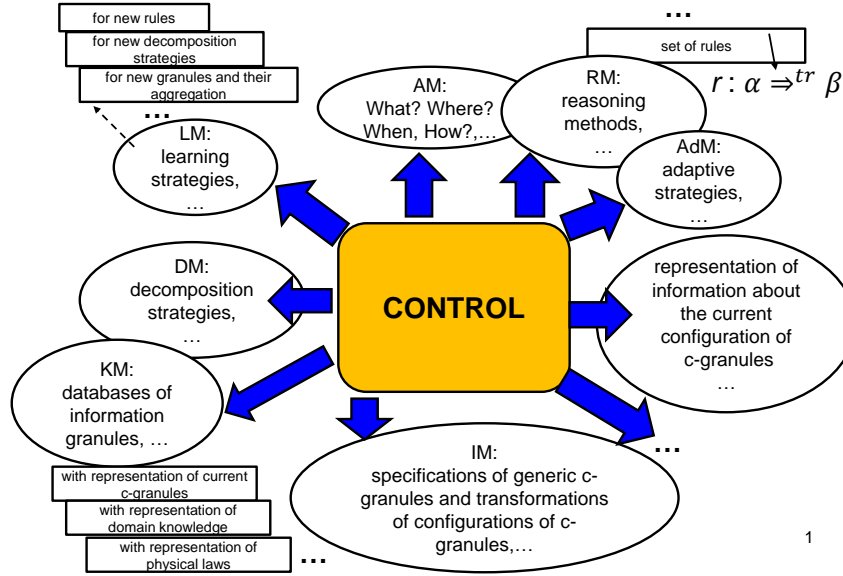 for new rules
for new decomposition
strategies
for new granules and their
aggregation
...
LM:
learning
strategies,
…
AM:
What? Where?
When, How?,…
...
set of rules
r : α ⇒ᵗʳ β
RM:
reasoning
methods,
…
AdM:
adaptive
strategies,
…
DM:
decomposition
strategies,
…
CONTROL
representation of
information about
the current
configuration of
c-granules
…
KM:
databases of
information
granules, …
...
IM:
specifications of generic c-
granules and transformations
of configurations of c-
granules,…
with representation of current
c-granules
with representation of
domain knowledge
with representation of
physical laws
...
1